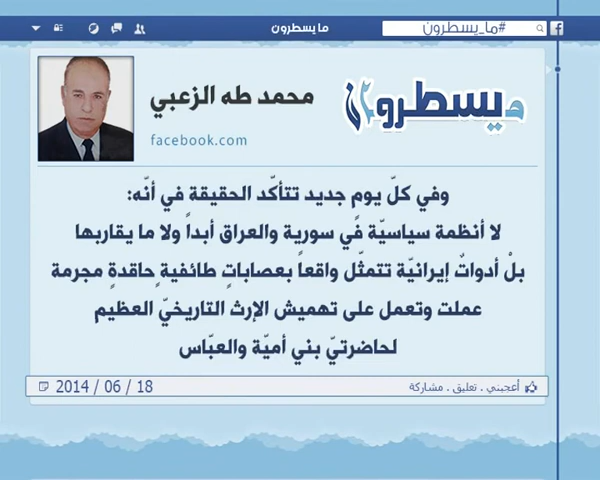 ما يسطرون
#ما_يسطرون
ما يسطرون
محمد طه الزعبي
facebook.com
وفي كلّ يوم جديد تتأكّد الحقيقة في أنّه:
لا أنظمة سياسيّة في سورية والعراق أبداً ولا ما يقاربها
بلْ أدواتٌ إيرانيّة تتمثّل واقعاً بعصاباتٍ طائفيةٍ حاقدةٍ مجرمة
عملت وتعمل على تهميش الإرث التاريخيّ العظيم
لحاضرتيّ بني أميّة والعبّاس
أعجبني . تعليق . مشاركة
18 / 06 / 2014